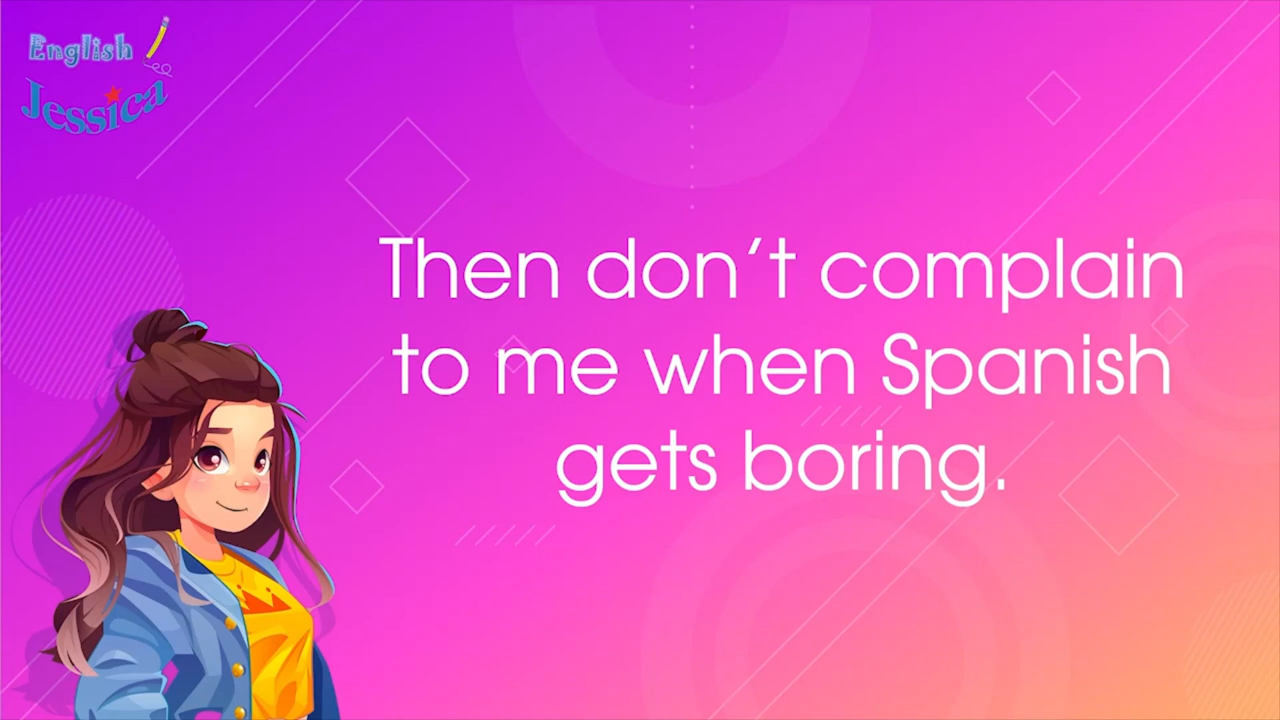 English
Jessica
Then don't complain
to me when Spanish
gets boring.